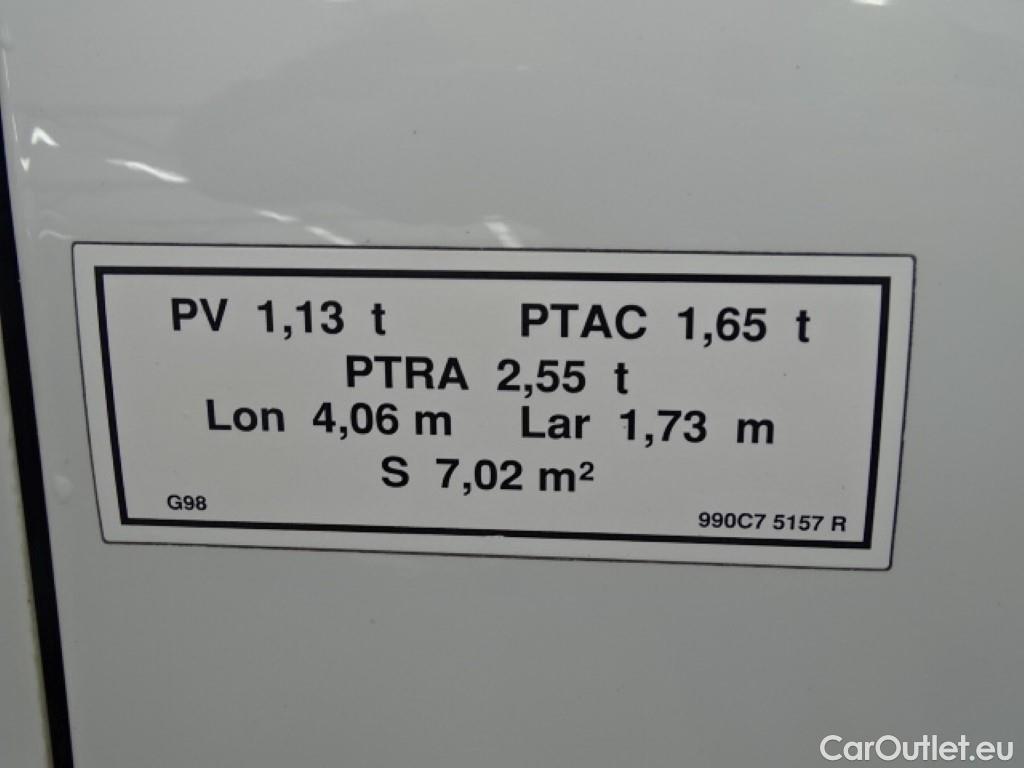 PV 1,13 t PTAC 1,65 t
PTRA 2,55 t
Lon 4,06 m Lar 1,73 m
S 7,02 m²
G98 990C7 5157 R
CarOutlet.eu